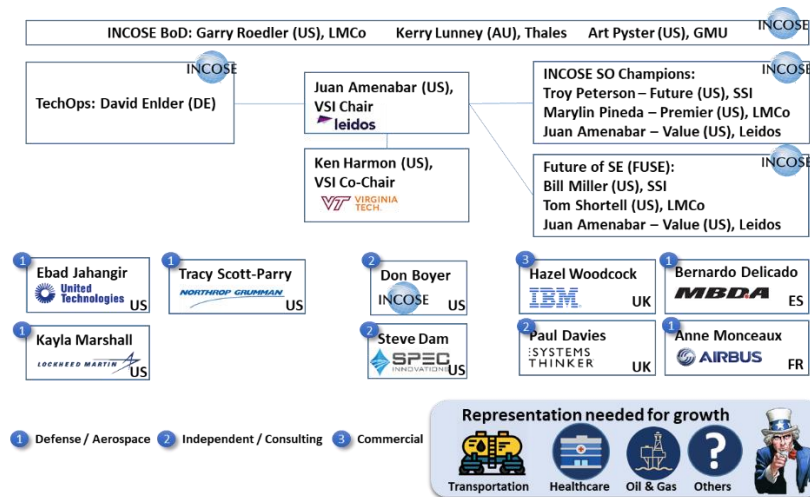 INCOSE BoD: Garry Roedler (US), LMCo Kerry Lunney (AU), Thales Art Pyster (US), GMU
INCOSE
TechOps: David Enlder (DE)
INCOSE
Juan Amenabar (US),
VSI Chair
leidos
Ken Harmon (US),
VSI Co-Chair
VT VIRGINIA TECH.
INCOSE SO Champions:
INCOSE
Troy Peterson – Future (US), SSI
Marylin Pineda – Premier (US), LMCo
Juan Amenabar – Value (US), Leidos
Future of SE (FUSE):
INCOSE
Bill Miller (US), SSI
Tom Shortell (US), LMCo
Juan Amenabar – Value (US), Leidos
1
Ebad Jahangir
United
Technologies
US
1
Tracy Scott-Parry
NORTHROP GRUMMAN
US
2
Don Boyer
INCOSE
US
3
Hazel Woodcock
IBM
UK
1
Bernardo Delicado
MBDA
ES
1
Kayla Marshall
LOCKHEED MARTIN
US
2
Steve Dam
SPEC
INNOVATIONS
US
2
Paul Davies
:SYSTEMS
THINKER
UK
1
Anne Monceaux
AIRBUS
FR
1 Defense / Aerospace 2 Independent / Consulting 3 Commercial
Representation needed for growth
?
Transportation Healthcare Oil & Gas Others